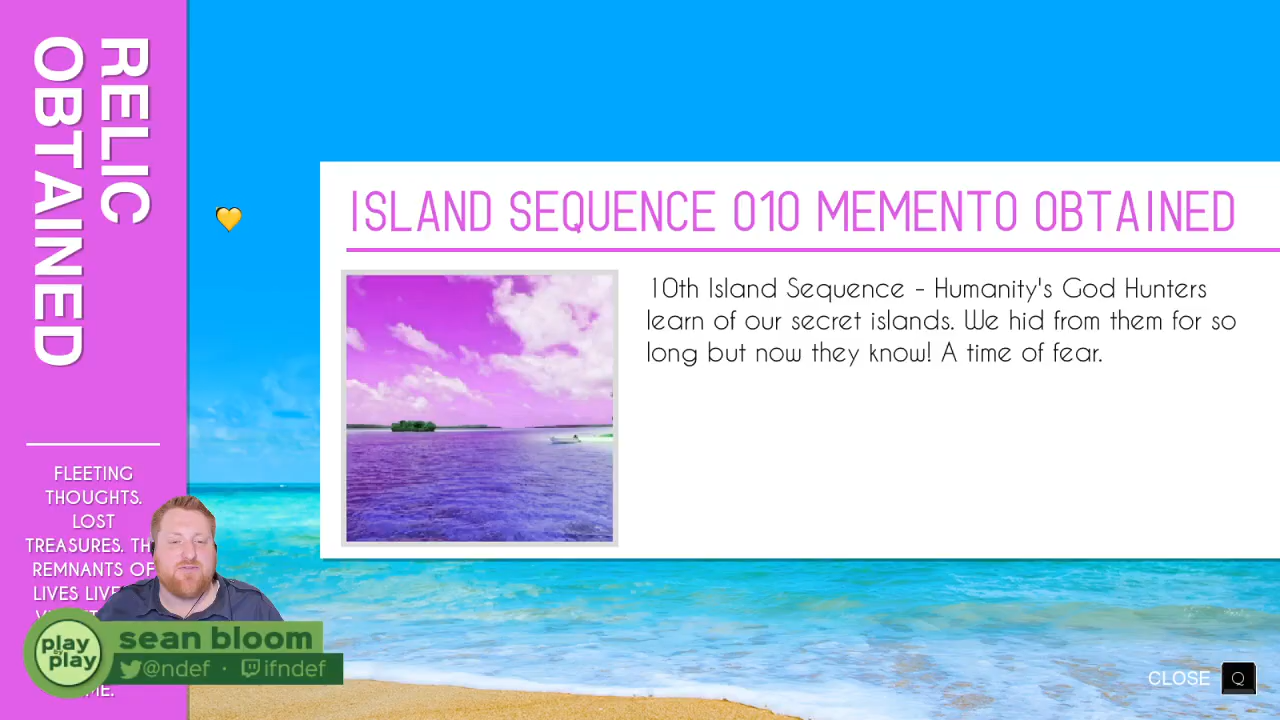 RELIC
OBTAINED
FLEETING
THOUGHTS.
LOST
TREASURES.
REMNANTS OF
LIVES
ISLAND SEQUENCE 010 MEMENTO OBTAINED
10th Island Sequence - Humanity's God Hunters
learn of our secret islands. We hid from them for so
long but now they know! A time of fear.
play
by
play
sean bloom
@ndef · ifndef
CLOSE Q